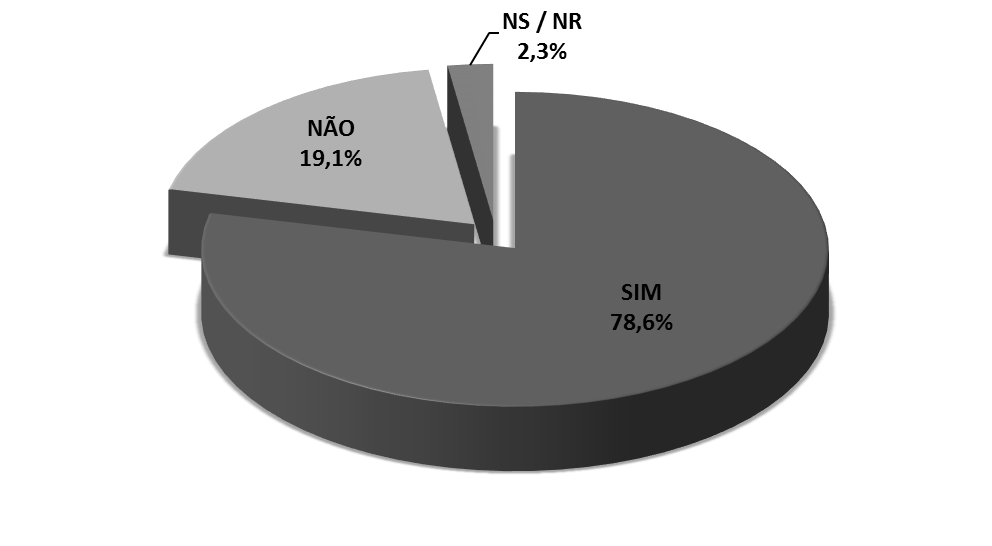 NS / NR
2,3%
NÃO
19,1%
SIM
78,6%